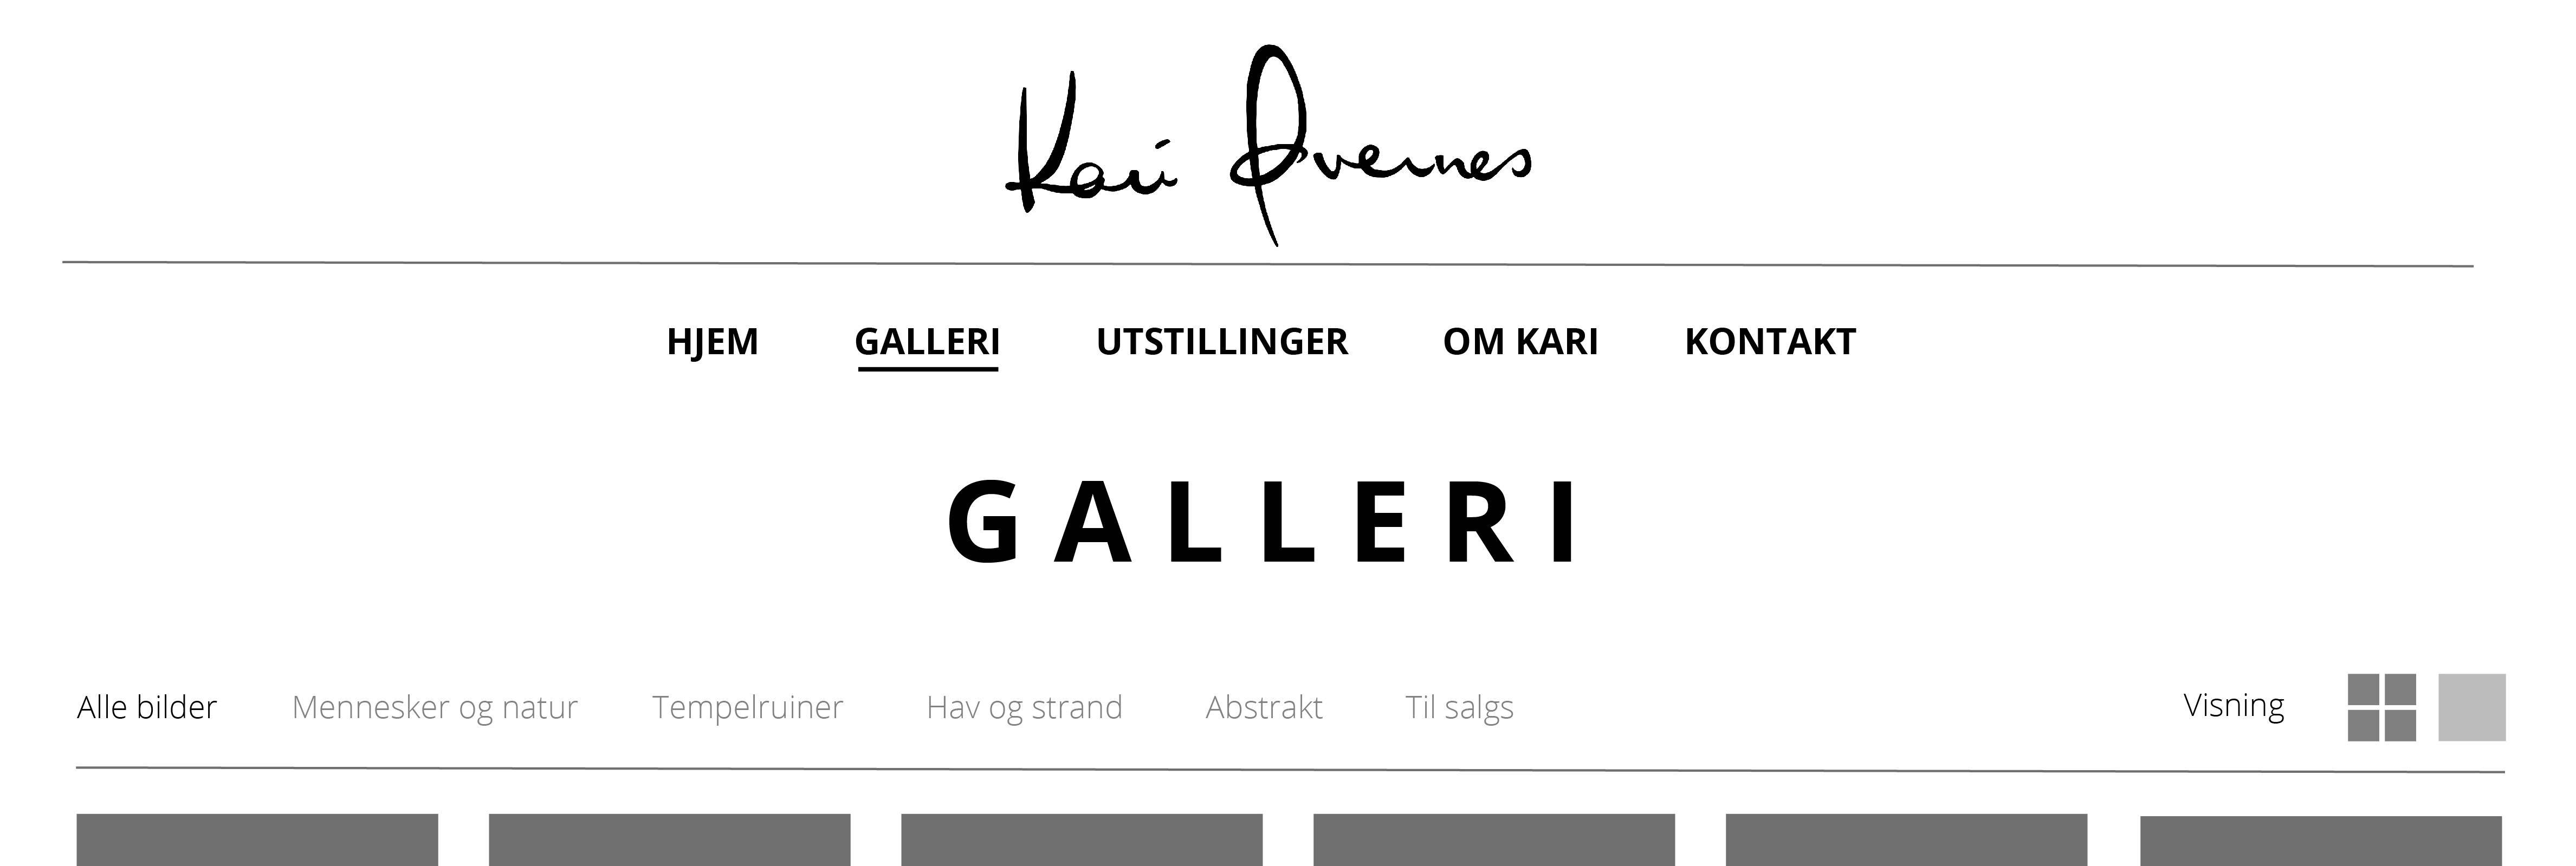 Kari Øvernes
HJEM GALLERI UTSTILLINGER OM KARI KONTAKT
GALLERI
Alle bilder Mennesker og natur Tempelruiner Hav og strand Abstrakt Til salgs Visning